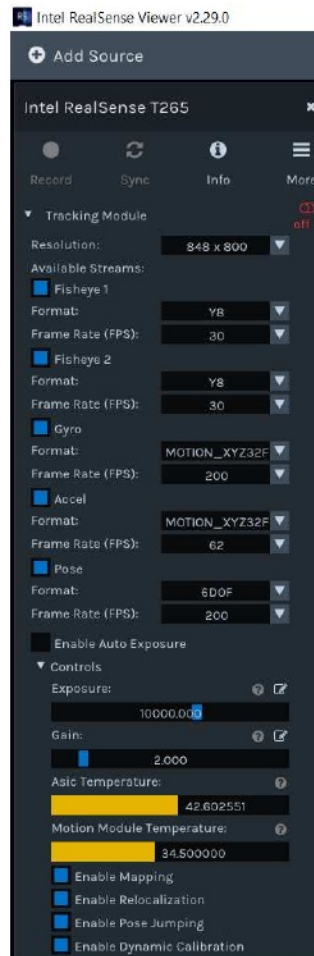 RS Intel RealSense Viewer v2.29.0
Add Source
Intel RealSense T265
Record Sync Info More
Tracking Module off
Resolution: 848 x 800
Available Streams:
Fisheye 1
Format: Y8
Frame Rate (FPS): 30
Fisheye 2
Format: Y8
Frame Rate (FPS): 30
Gyro
Format: MOTION_XYZ32F
Frame Rate (FPS): 200
Accel
Format: MOTION_XYZ32F
Frame Rate (FPS): 62
Pose
Format: 6DOF
Frame Rate (FPS): 200
Enable Auto Exposure
Controls
Exposure:
10000.000
Gain:
2.000
Asic Temperature:
42.602551
Motion Module Temperature:
34.500000
Enable Mapping
Enable Relocalization
Enable Pose Jumping
Enable Dynamic Calibration